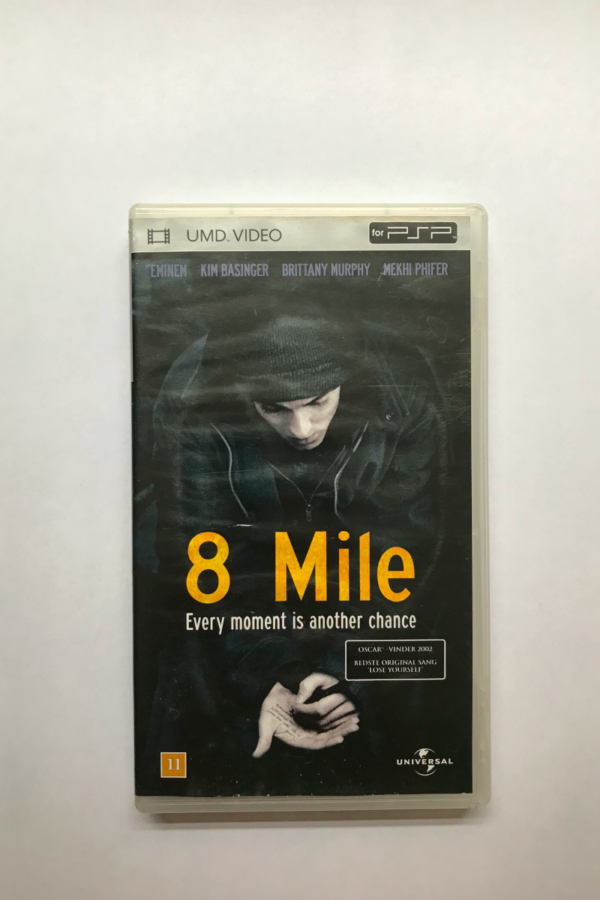 UMD. VIDEO
for PSP™
EMINEM KIM BASINGER BRITTANY MURPHY MEKHI PHIFER
8 Mile
Every moment is another chance
OSCAR® -VINDER 2002
BEDSTE ORIGINAL SANG
'LOSE YOURSELF'
11
UNIVERSAL